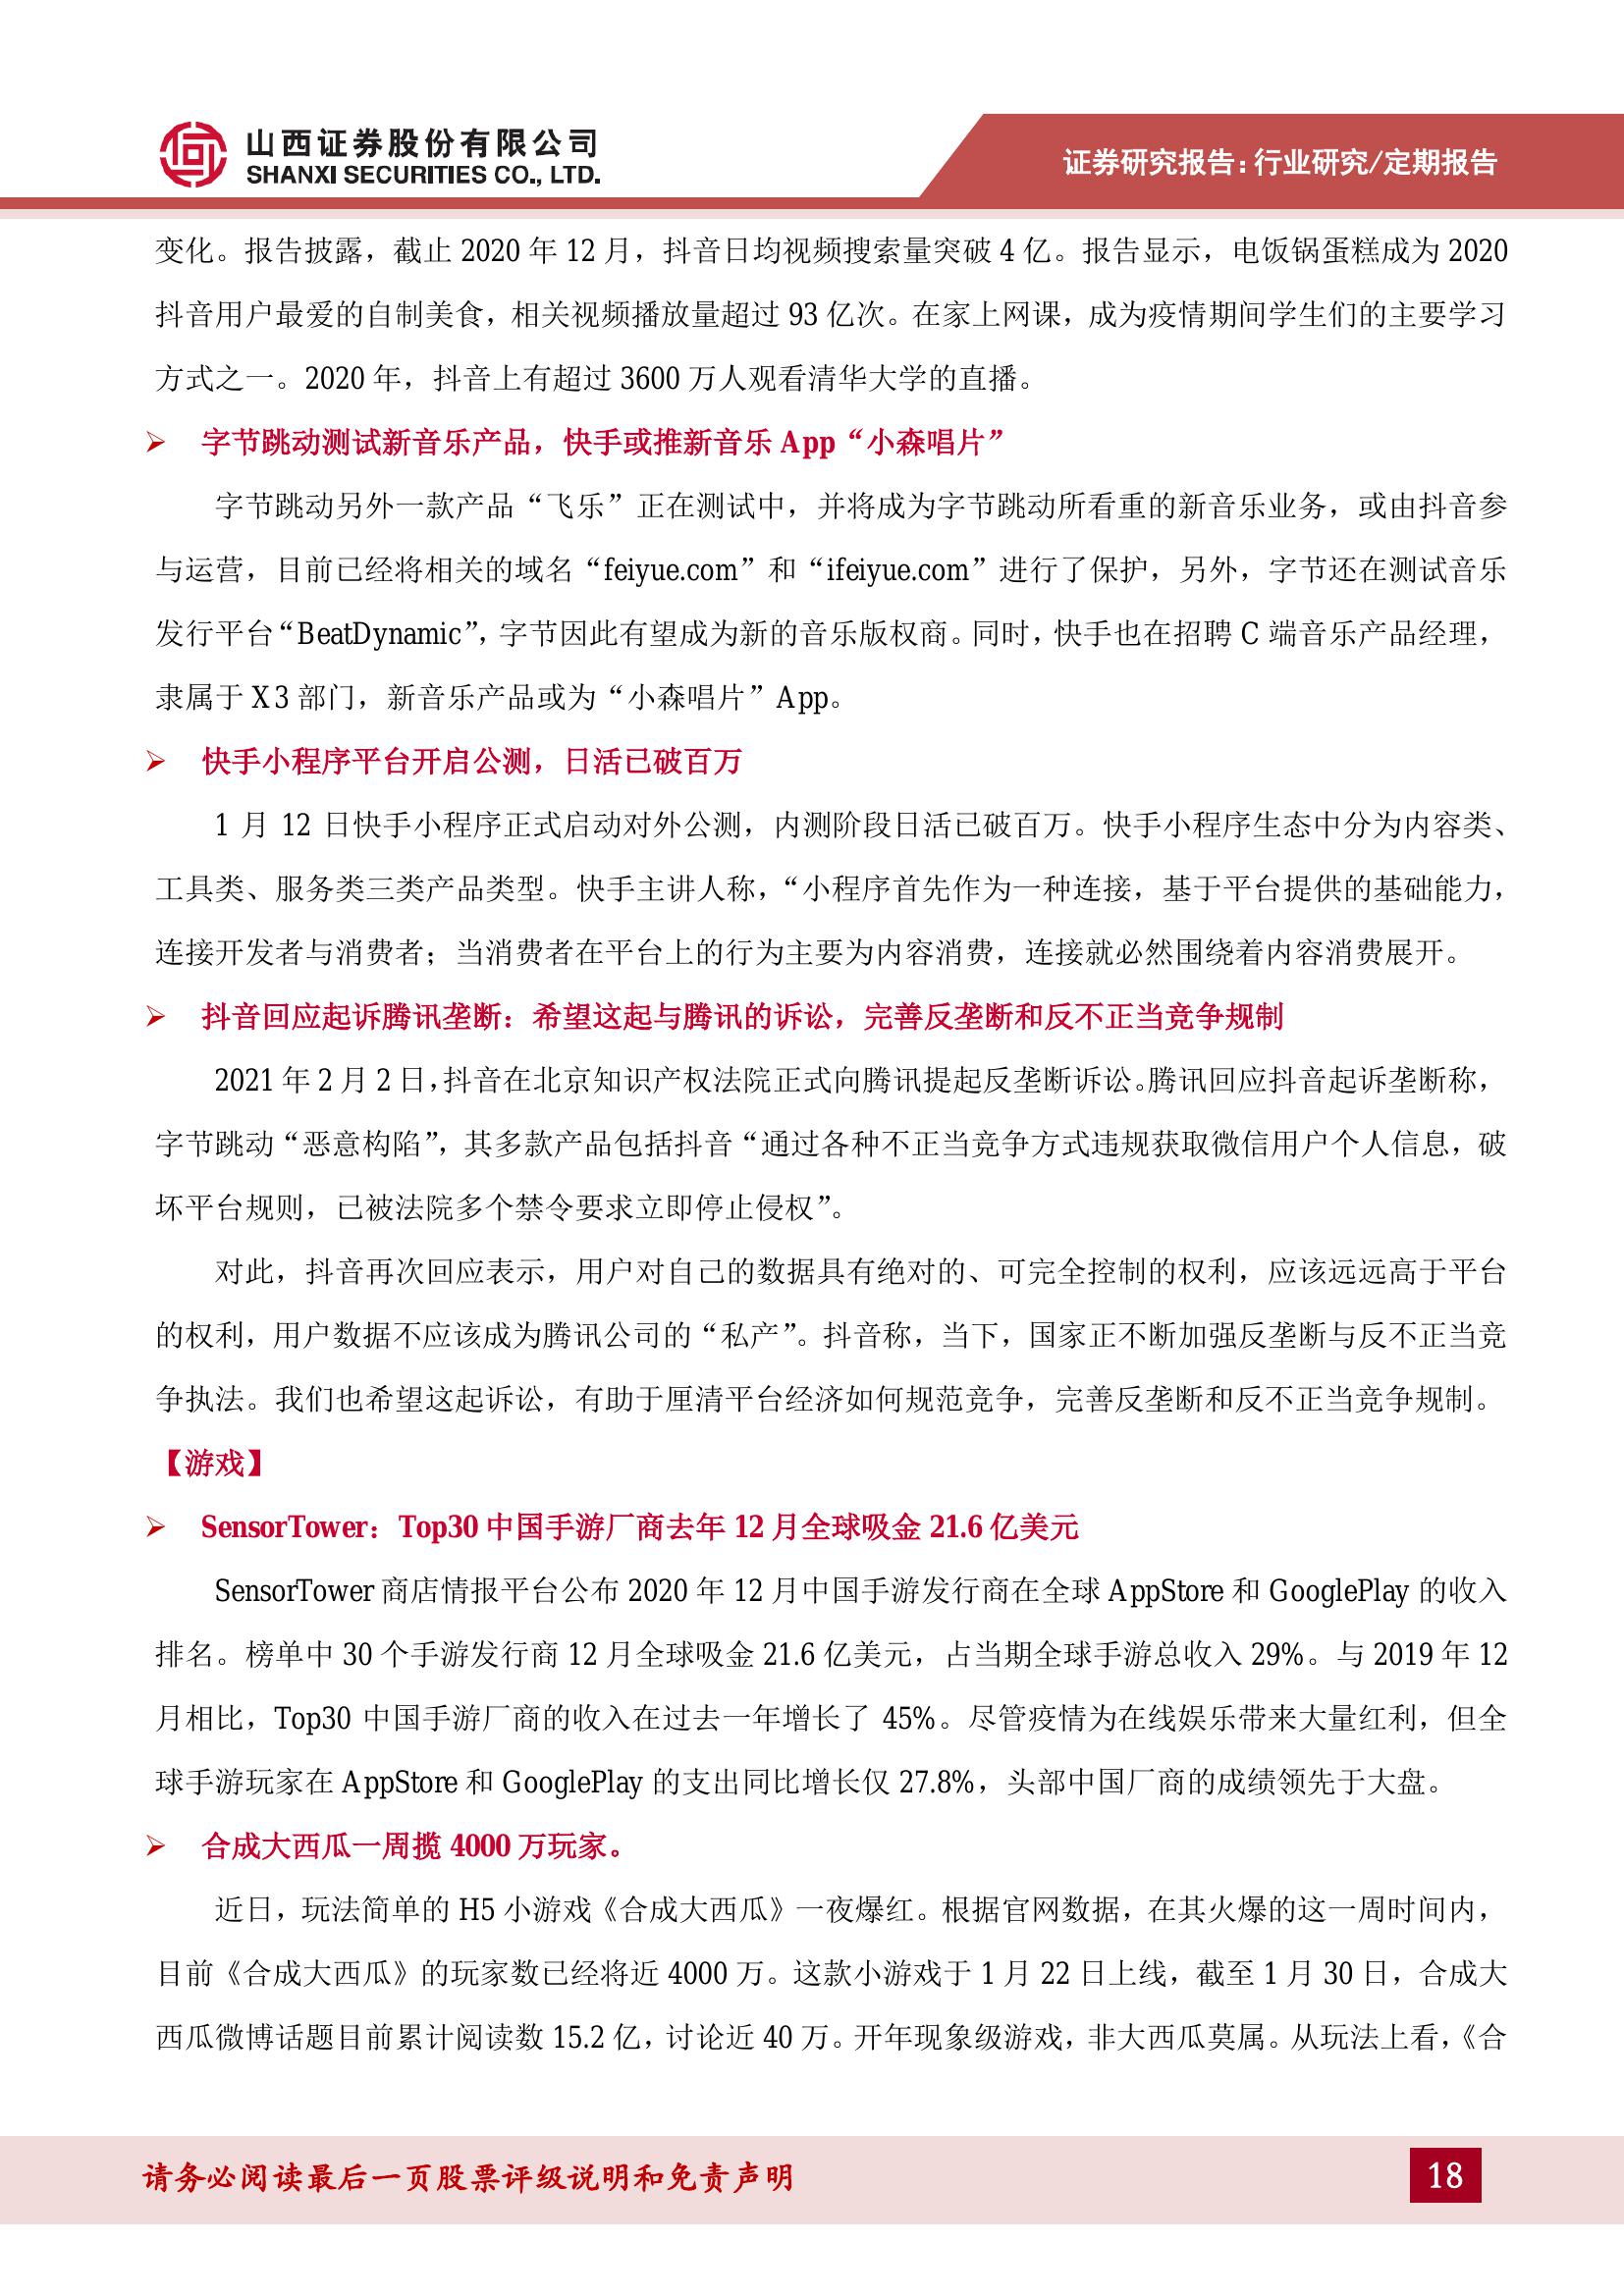 山西证券股份有限公司
SHANXI SECURITIES CO., LTD.
证券研究报告：行业研究/定期报告
变化。报告披露，截止 2020 年 12 月，抖音日均视频搜索量突破 4 亿。报告显示，电饭锅蛋糕成为 2020
抖音用户最爱的自制美食，相关视频播放量超过 93 亿次。在家上网课，成为疫情期间学生们的主要学习
方式之一。2020 年，抖音上有超过 3600 万人观看清华大学的直播。
➢ 字节跳动测试新音乐产品，快手或推新音乐 App“小森唱片”
字节跳动另外一款产品“飞乐”正在测试中，并将成为字节跳动所看重的新音乐业务，或由抖音参
与运营，目前已经将相关的域名“feiyue.com”和“ifeiyue.com”进行了保护，另外，字节还在测试音乐
发行平台“BeatDynamic”，字节因此有望成为新的音乐版权商。同时，快手也在招聘 C 端音乐产品经理，
隶属于 X3 部门，新音乐产品或为“小森唱片”App。
➢ 快手小程序平台开启公测，日活已破百万
1 月 12 日快手小程序正式启动对外公测，内测阶段日活已破百万。快手小程序生态中分为内容类、
工具类、服务类三类产品类型。快手主讲人称，“小程序首先作为一种连接，基于平台提供的基础能力，
连接开发者与消费者；当消费者在平台上的行为主要为内容消费，连接就必然围绕着内容消费展开。
➢ 抖音回应起诉腾讯垄断：希望这起与腾讯的诉讼，完善反垄断和反不正当竞争规制
2021 年 2 月 2 日，抖音在北京知识产权法院正式向腾讯提起反垄断诉讼。腾讯回应抖音起诉垄断称，
字节跳动“恶意构陷”，其多款产品包括抖音“通过各种不正当竞争方式违规获取微信用户个人信息，破
坏平台规则，已被法院多个禁令要求立即停止侵权”。
对此，抖音再次回应表示，用户对自己的数据具有绝对的、可完全控制的权利，应该远远高于平台
的权利，用户数据不应该成为腾讯公司的“私产”。抖音称，当下，国家正不断加强反垄断与反不正当竞
争执法。我们也希望这起诉讼，有助于厘清平台经济如何规范竞争，完善反垄断和反不正当竞争规制。
【游戏】
➢ SensorTower：Top30 中国手游厂商去年 12 月全球吸金 21.6 亿美元
SensorTower 商店情报平台公布 2020 年 12 月中国手游发行商在全球 AppStore 和 GooglePlay 的收入
排名。榜单中 30 个手游发行商 12 月全球吸金 21.6 亿美元，占当期全球手游总收入 29%。与 2019 年 12
月相比，Top30 中国手游厂商的收入在过去一年增长了 45%。尽管疫情为在线娱乐带来大量红利，但全
球手游玩家在 AppStore 和 GooglePlay 的支出同比增长仅 27.8%，头部中国厂商的成绩领先于大盘。
➢ 合成大西瓜一周揽 4000 万玩家。
近日，玩法简单的 H5 小游戏《合成大西瓜》一夜爆红。根据官网数据，在其火爆的这一周时间内，
目前《合成大西瓜》的玩家数已经将近 4000 万。这款小游戏于 1 月 22 日上线，截至 1 月 30 日，合成大
西瓜微博话题目前累计阅读数 15.2 亿，讨论近 40 万。开年现象级游戏，非大西瓜莫属。从玩法上看，《合
请务必阅读最后一页股票评级说明和免责声明
18